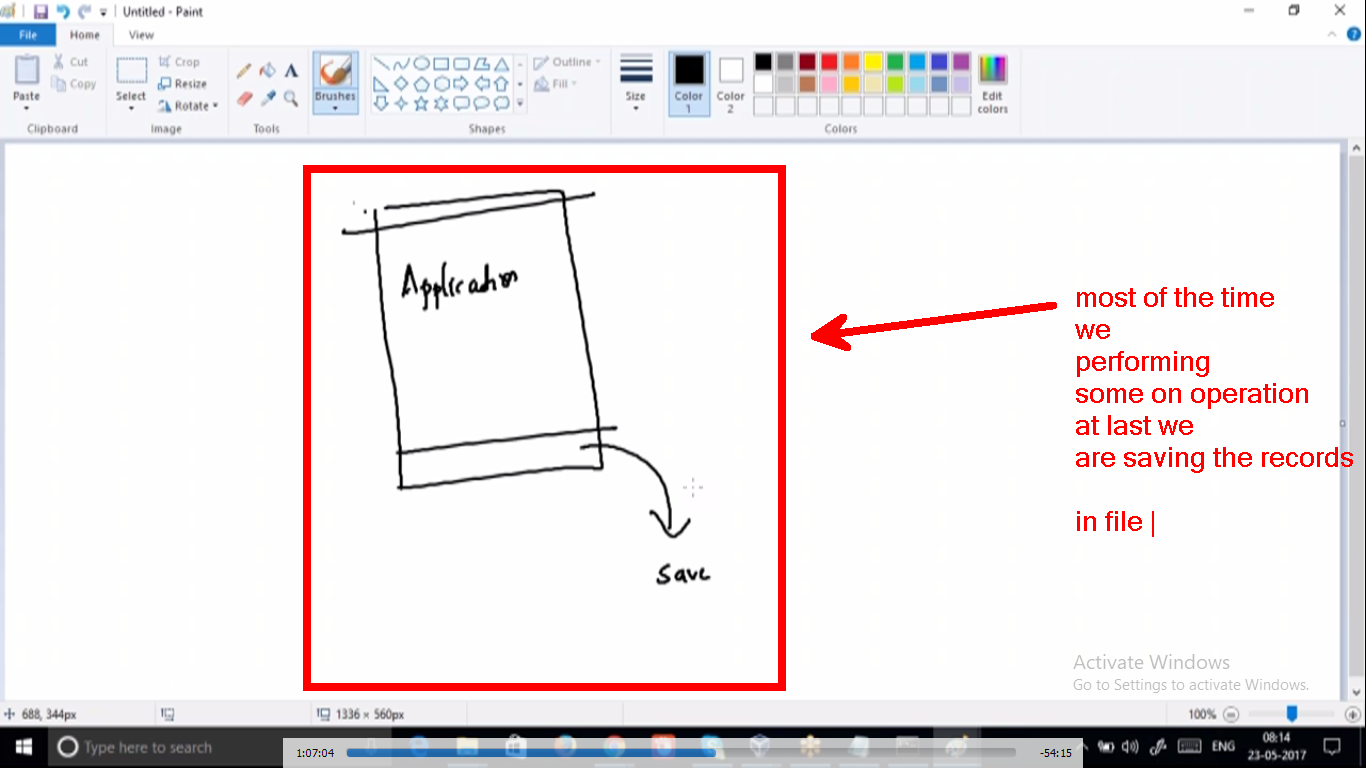 Untitled - Paint
File
Home
View
Paste
Cut
Copy
Clipboard
Select
Crop
Resize
Rotate
Image
Tools
Brushes
Outline
Fill
Shapes
Size
Color
1
Color
2
Edit
colors
Colors
Application
save
most of the time
we
performing
some on operation
at last we
are saving the records
in file |
Activate Windows
Go to Settings to activate Windows.
688, 344px
1336 × 560px
100%
Type here to search
1:07:04
-54:15
ENG
08:14
23-05-2017